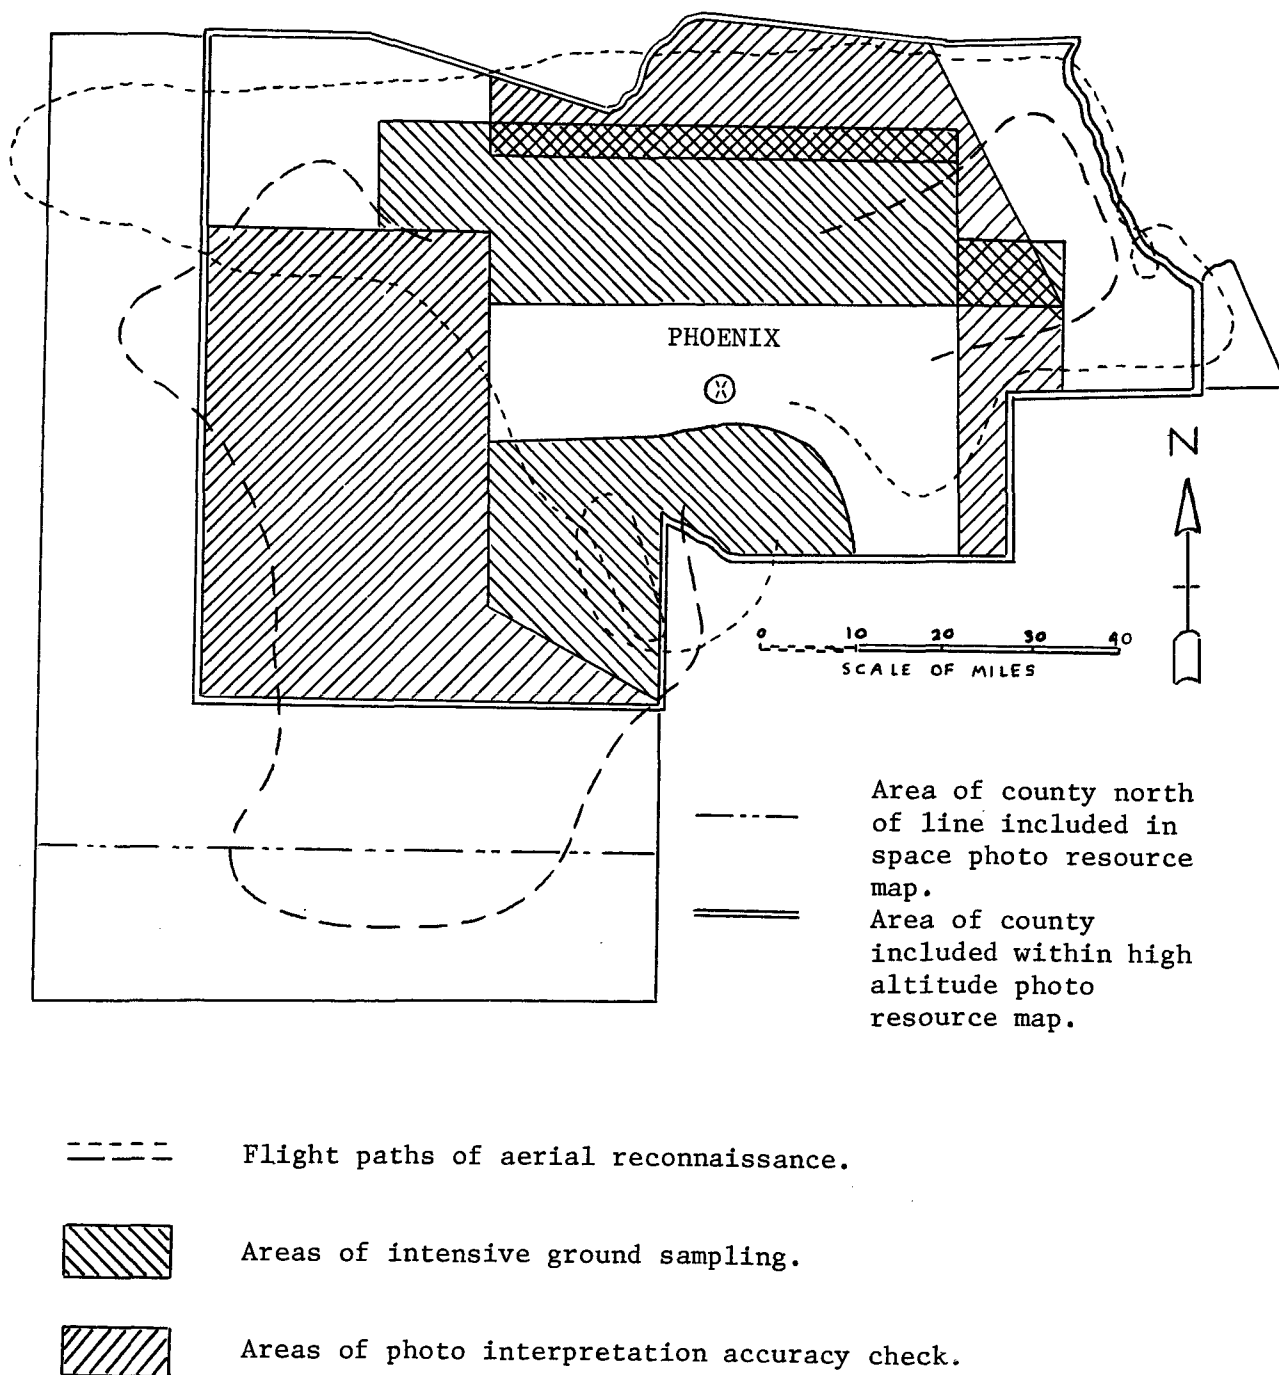 PHOENIX
N
0 10 20 30 40
SCALE OF MILES
Area of county north
of line included in
space photo resource
map.
Area of county
included within high
altitude photo
resource map.
Flight paths of aerial reconnaissance.
Areas of intensive ground sampling.
Areas of photo interpretation accuracy check.